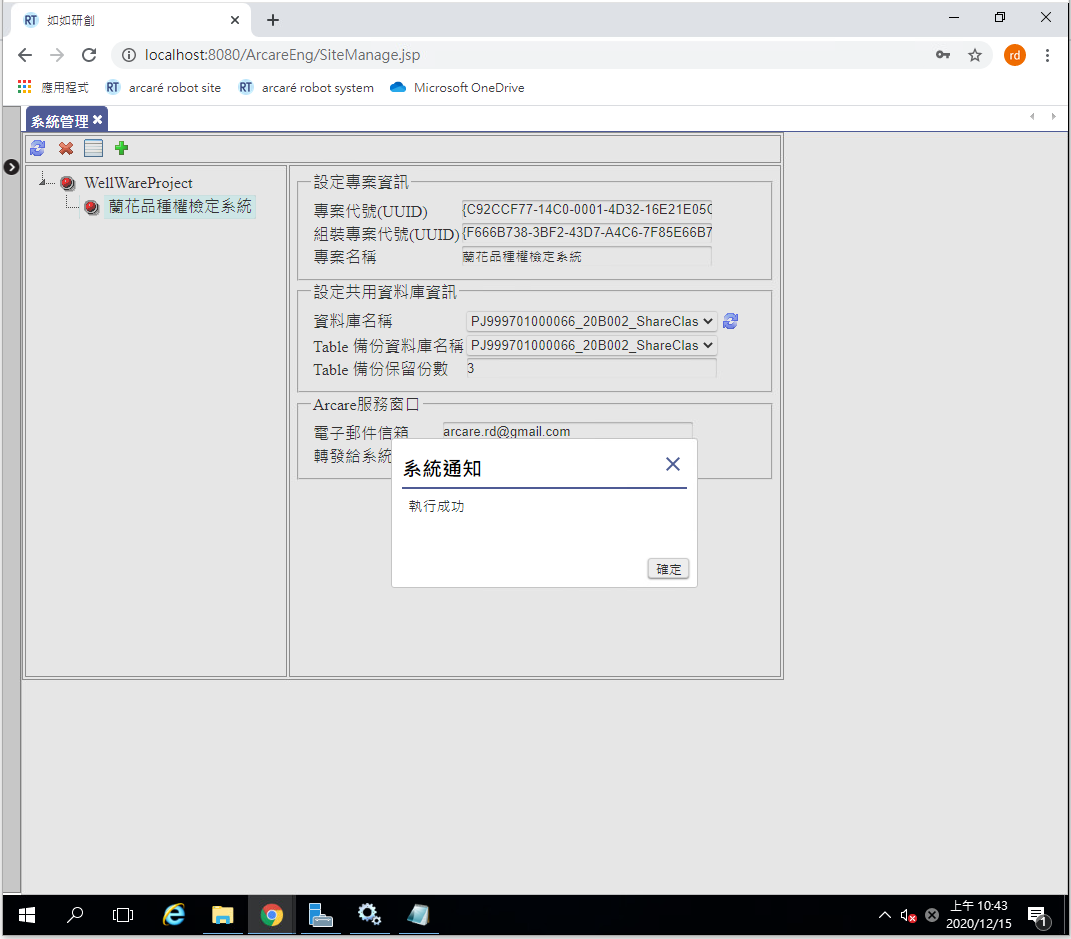 如如研創
localhost:8080/ArcareEng/SiteManage.jsp
rd
應用程式 arcaré robot site arcaré robot system Microsoft OneDrive
系統管理
WellWareProject
蘭花品種權檢定系統
設定專案資訊
專案代號(UUID) {C92CCF77-14C0-0001-4D32-16E21E05
組裝專案代號(UUID) {F666B738-3BF2-43D7-A4C6-7F85E66B7
專案名稱 蘭花品種權檢定系統
設定共用資料庫資訊
資料庫名稱 PJ999701000066_20B002_ShareClas
Table 備份資料庫名稱 PJ999701000066_20B002_ShareClas
Table 備份保留份數 3
Arcare服務窗口
電子郵件信箱 arcare.rd@gmail.com
轉發給系統
系統通知
執行成功
確定
上午 10:43
2020/12/15
1